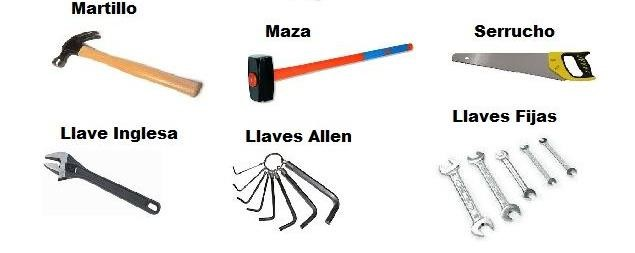 Martillo
Maza
Serrucho
Llave Inglesa
Llaves Allen
Llaves Fijas